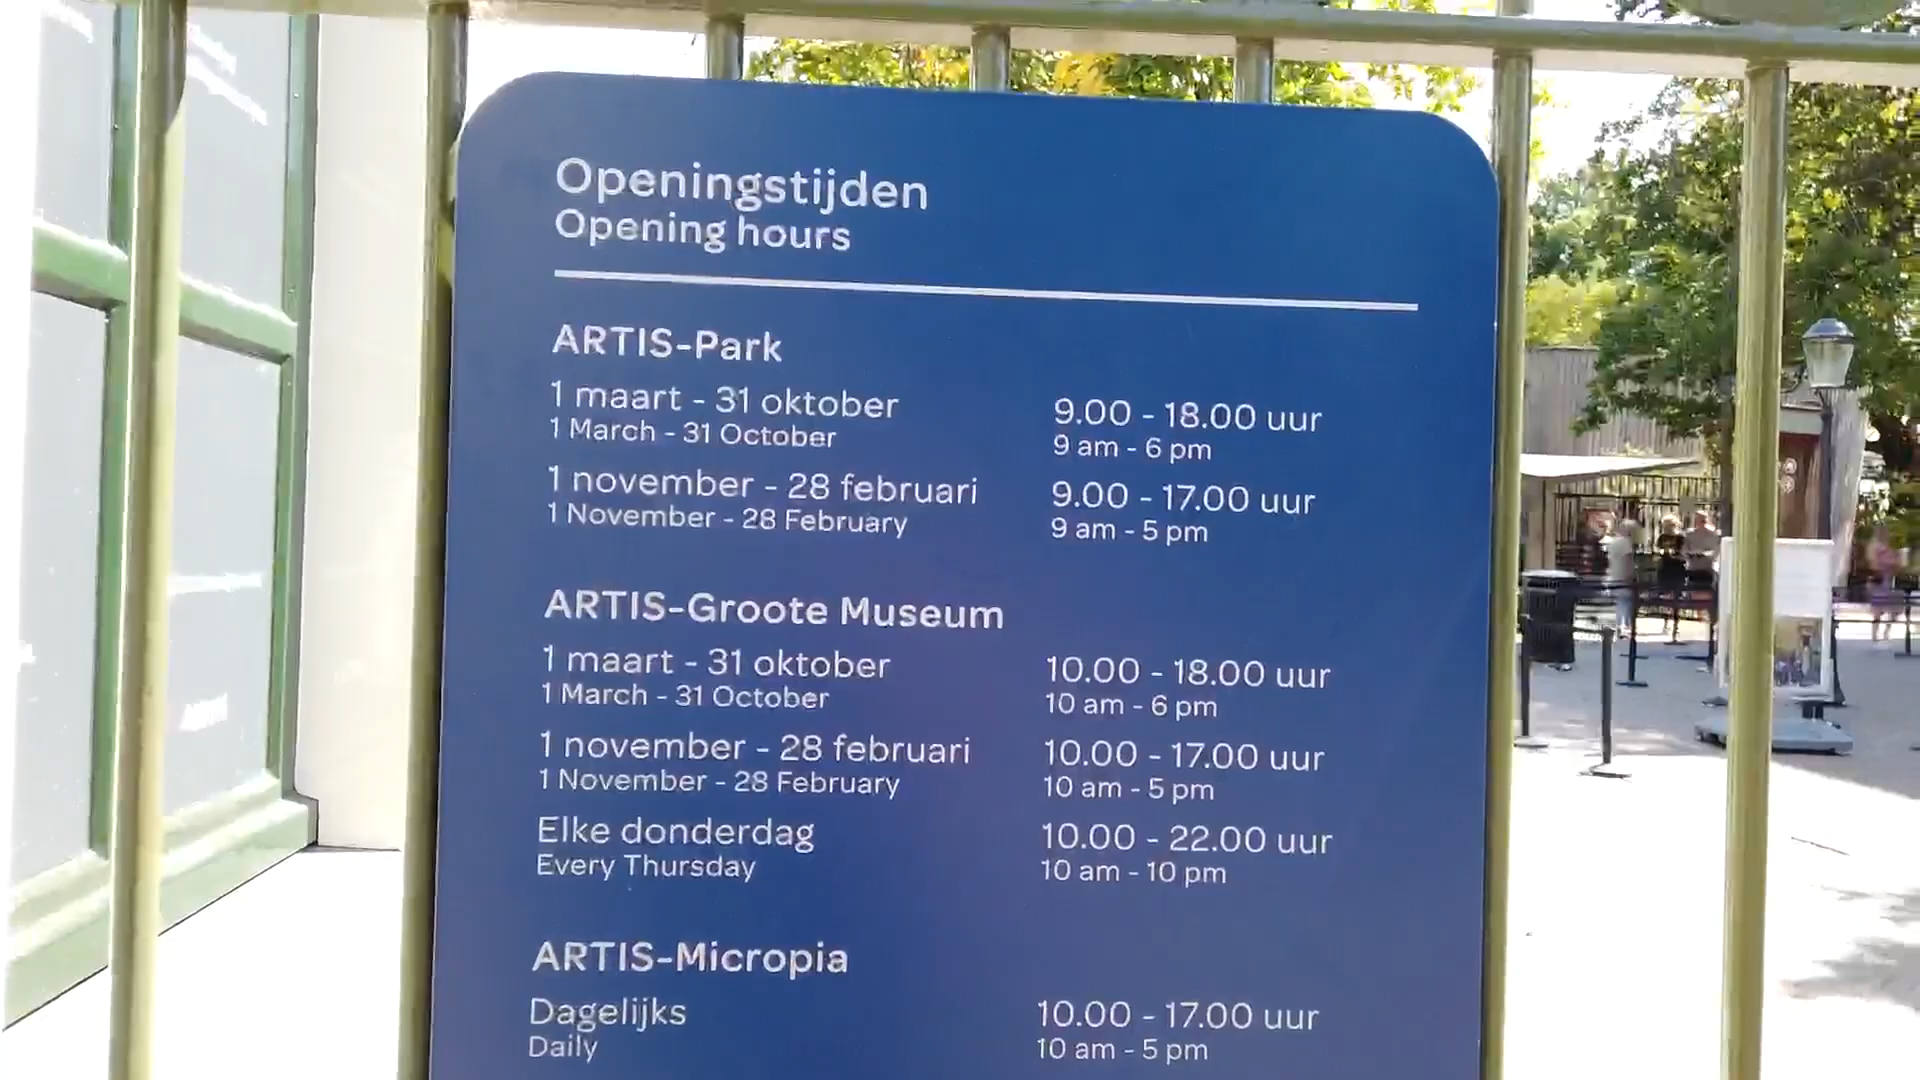 Openingstijden
Opening hours
ARTIS-Park
1 maart - 31 oktober 9.00 - 18.00 uur
1 March - 31 October 9 am - 6 pm
1 november - 28 februari 9.00 - 17.00 uur
1 November - 28 February 9 am - 5 pm
ARTIS-Groote Museum
1 maart - 31 oktober 10.00 - 18.00 uur
1 March - 31 October 10 am - 6 pm
1 november - 28 februari 10.00 - 17.00 uur
1 November - 28 February 10 am - 5 pm
Elke donderdag 10.00 - 22.00 uur
Every Thursday 10 am - 10 pm
ARTIS-Micropia
Dagelijks 10.00 - 17.00 uur
Daily 10 am - 5 pm